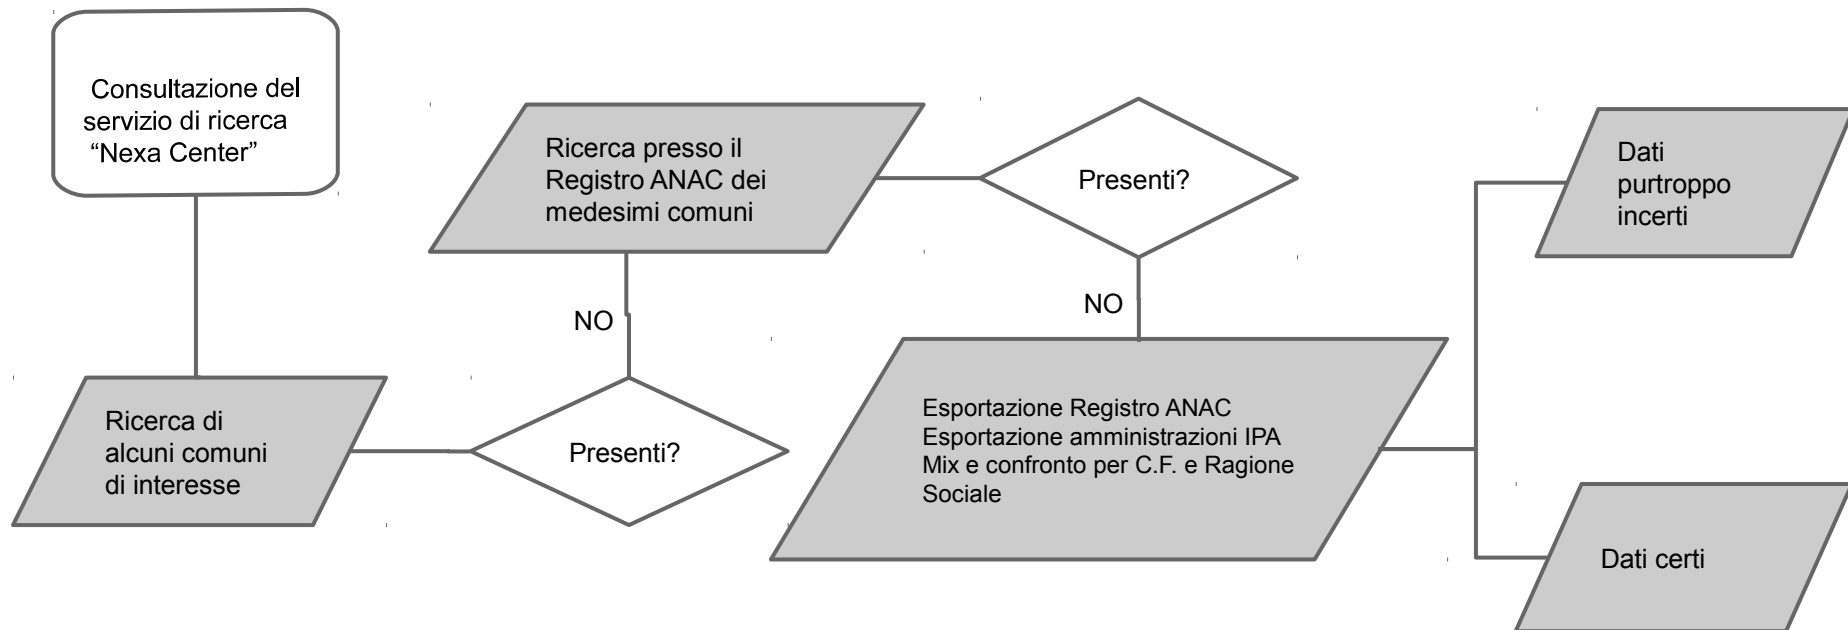 Consultazione del
servizio di ricerca
“Nexa Center”
Ricerca di
alcuni comuni
di interesse
Presenti?
NO
Ricerca presso il
Registro ANAC dei
medesimi comuni
Presenti?
NO
Esportazione Registro ANAC
Esportazione amministrazioni IPA
Mix e confronto per C.F. e Ragione
Sociale
Dati
purtroppo
incerti
Dati certi